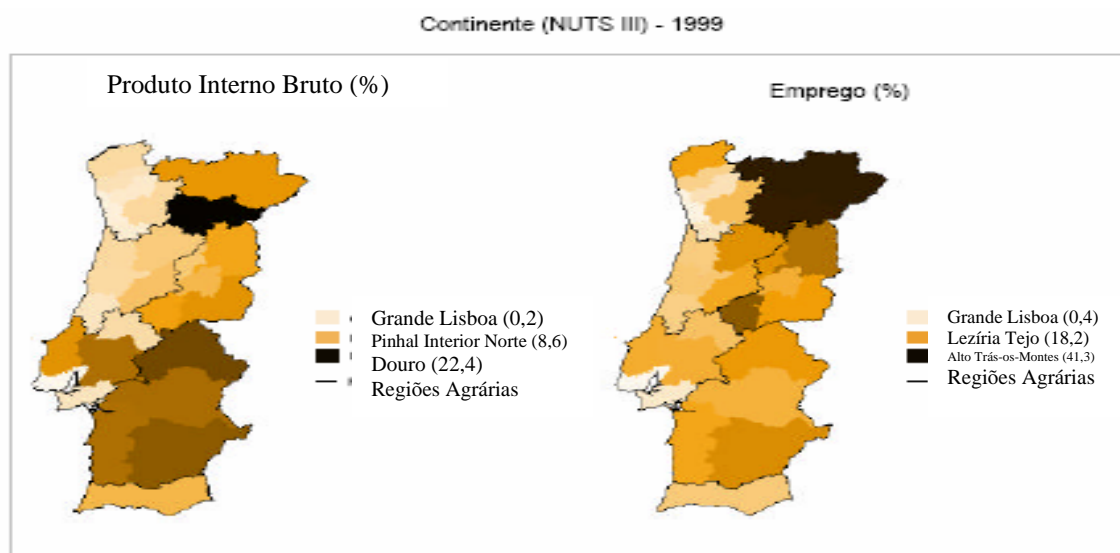 Continente (NUTS III) - 1999
Produto Interno Bruto (%)
Emprego (%)
Grande Lisboa (0,2)
Pinhal Interior Norte (8,6)
Douro (22,4)
Regiões Agrárias
Grande Lisboa (0,4)
Lezíria Tejo (18,2)
Alto Trás-os-Montes (41,3)
Regiões Agrárias